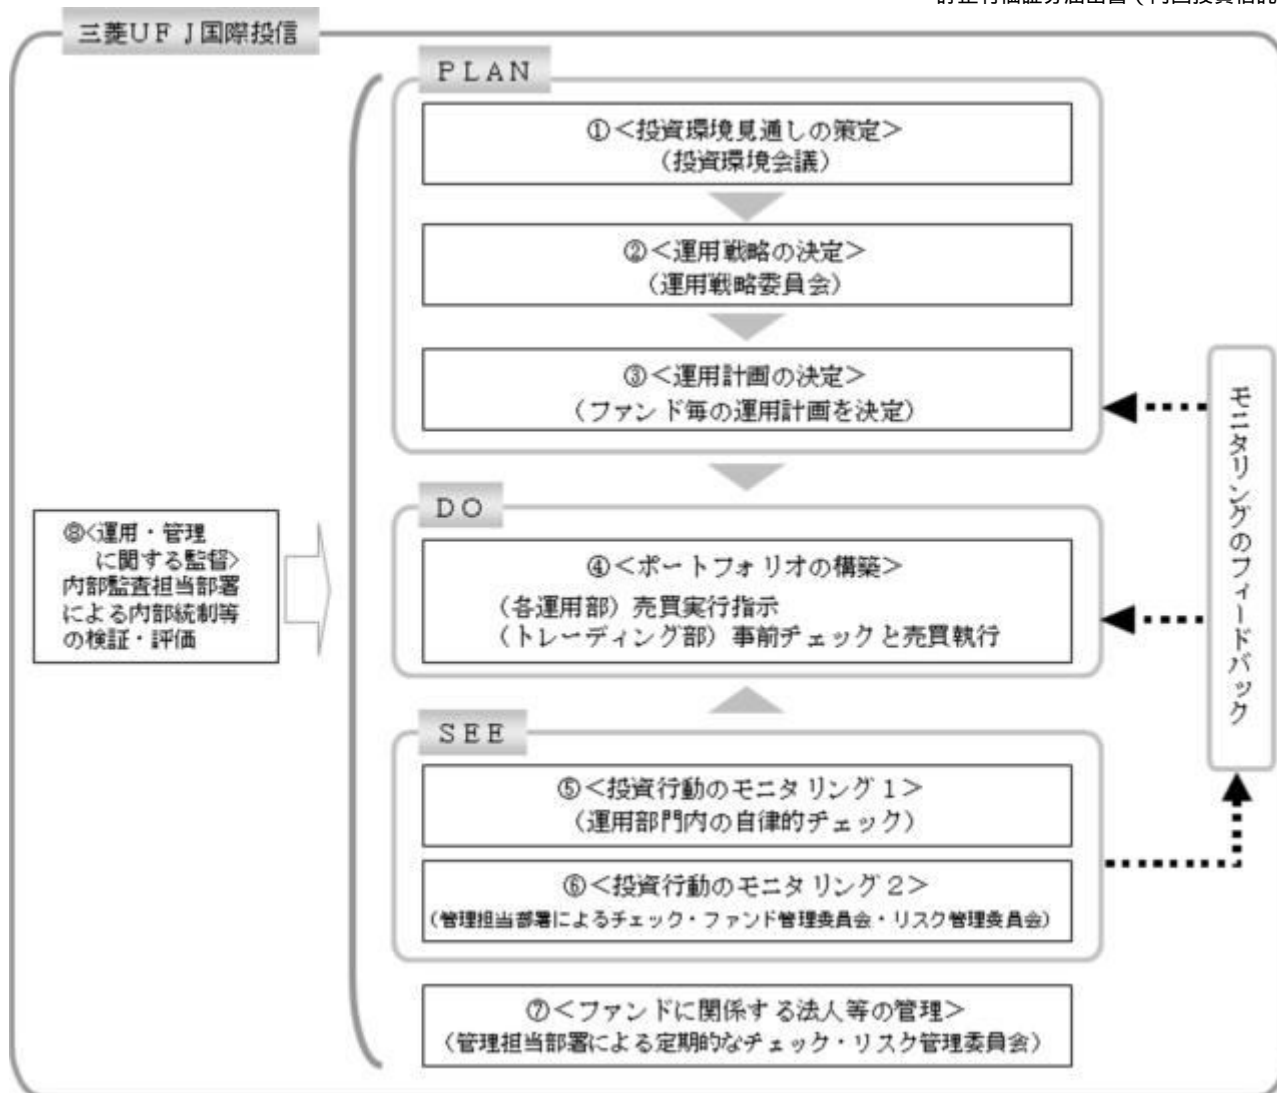 三菱ＵＦＪ国際投信
ＰＬＡＮ
①＜投資環境見通しの策定＞
（投資環境会議）
②＜運用戦略の決定＞
（運用戦略委員会）
③＜運用計画の決定＞
（ファンド毎の運用計画を決定）
ＤＯ
④＜ポートフォリオの構築＞
（各運用部）売買実行指示
（トレーディング部）事前チェックと売買執行
ＳＥＥ
⑤＜投資行動のモニタリング１＞
（運用部門内の自律的チェック）
⑥＜投資行動のモニタリング２＞
（管理担当部署によるチェック・ファンド管理委員会・リスク管理委員会）
⑦＜ファンドに関係する法人等の管理＞
（管理担当部署による定期的なチェック・リスク管理委員会）
⑧＜運用・管理
に関する監督＞
内部監査担当部署
による内部統制等
の検証・評価
モニタリングのフィードバック